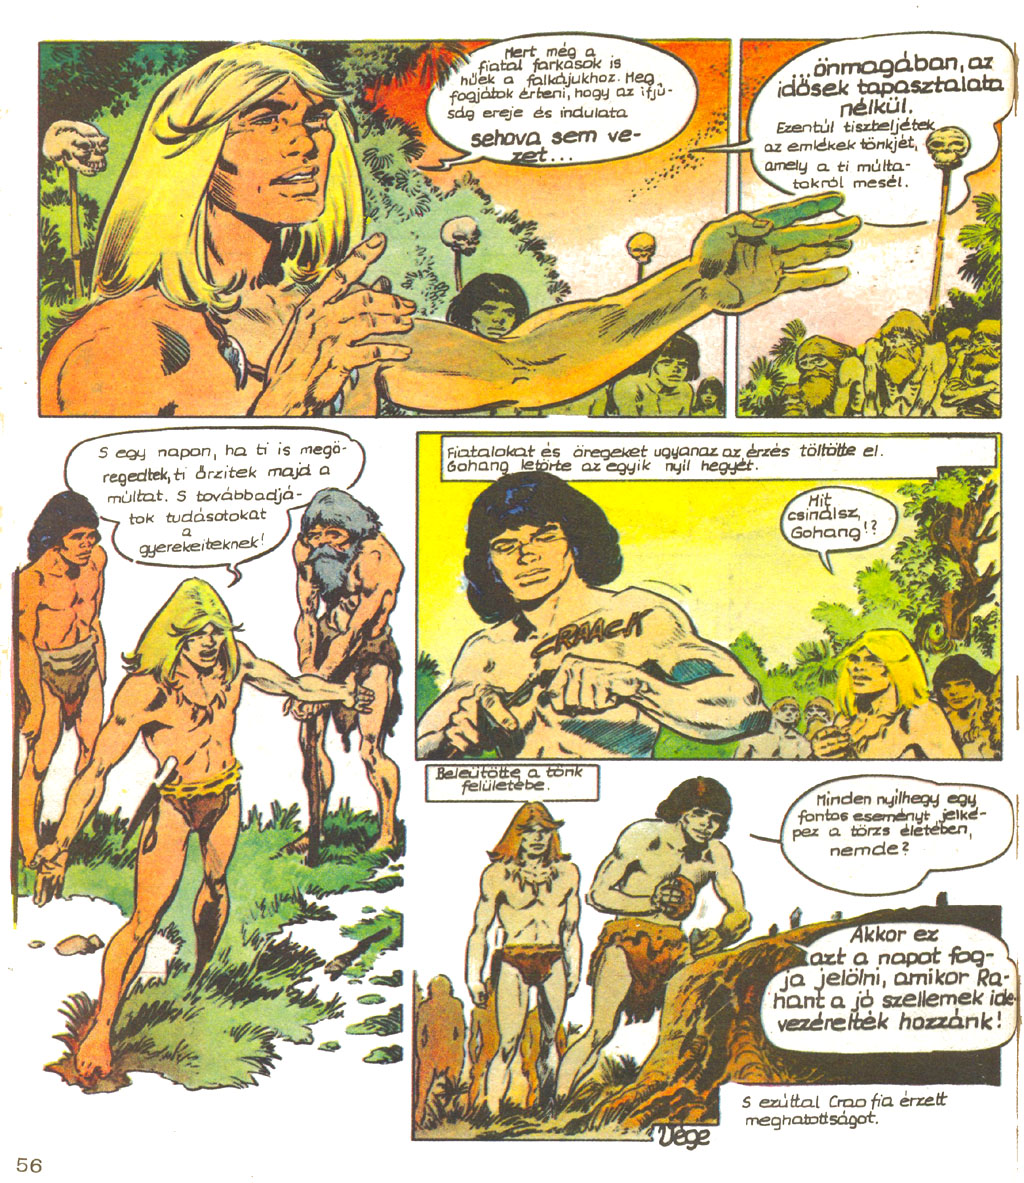 Mert még a
fiatal farkasok is
hűek a falkájukhoz. Meg
fogjátok érteni, hogy az ifjú-
ság ereje és indulata
sehova sem ve-
zet...
önmagában, az
idősek tapasztalata
nélkül.
Ezentúl tiszteljétek
az emlékek tönkjét,
amely a ti múlta-
tokról mesél.
S egy napon, ha ti is megö-
regedtek, ti őrzitek majd a
múltat. S továbbadjá-
tok tudásotokat
a
gyerekeiteknek!
Fiatalokat és öregeket ugyanaz az érzés töltötte el.
Gohang letörte az egyik nyíl hegyét.
Mit
csinálsz,
Gohang!?
CRAACK
Beleütötte a tönk
felületébe.
Minden nyílhegy egy
fontos eseményt jelké-
pez a törzs életében,
nemde?
Akkor ez
azt a napot fog-
ja jelölni, amikor Ra-
hant a jó szellemek ide
vezérelték hozzánk!
S ezúttal Crao fia érzett
meghatottságot.
Vége
56